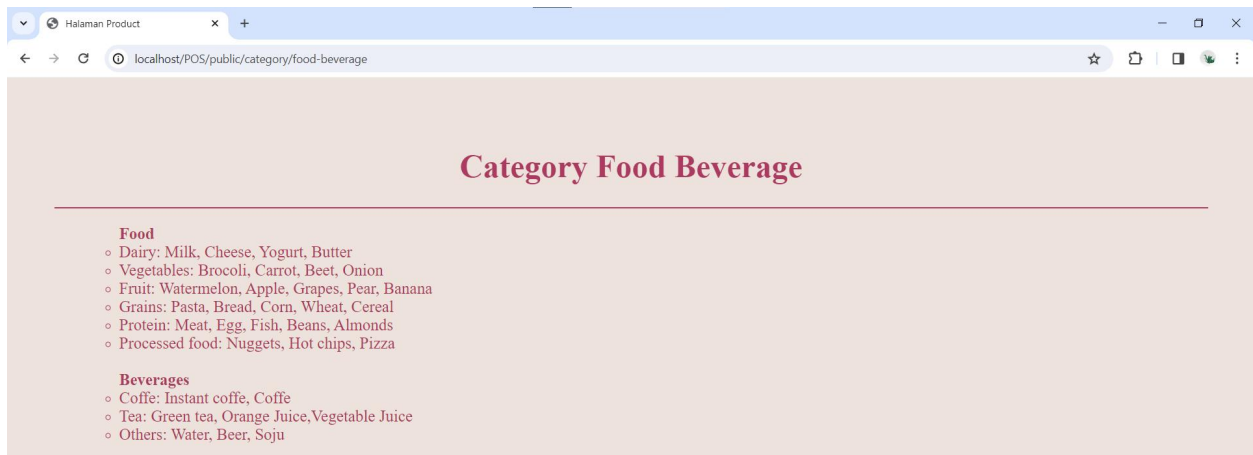 Halaman Product
localhost/POS/public/category/food-beverage
Category Food Beverage
Food
Dairy: Milk, Cheese, Yogurt, Butter
Vegetables: Brocoli, Carrot, Beet, Onion
Fruit: Watermelon, Apple, Grapes, Pear, Banana
Grains: Pasta, Bread, Corn, Wheat, Cereal
Protein: Meat, Egg, Fish, Beans, Almonds
Processed food: Nuggets, Hot chips, Pizza
Beverages
Coffe: Instant coffe, Coffe
Tea: Green tea, Orange Juice,Vegetable Juice
Others: Water, Beer, Soju